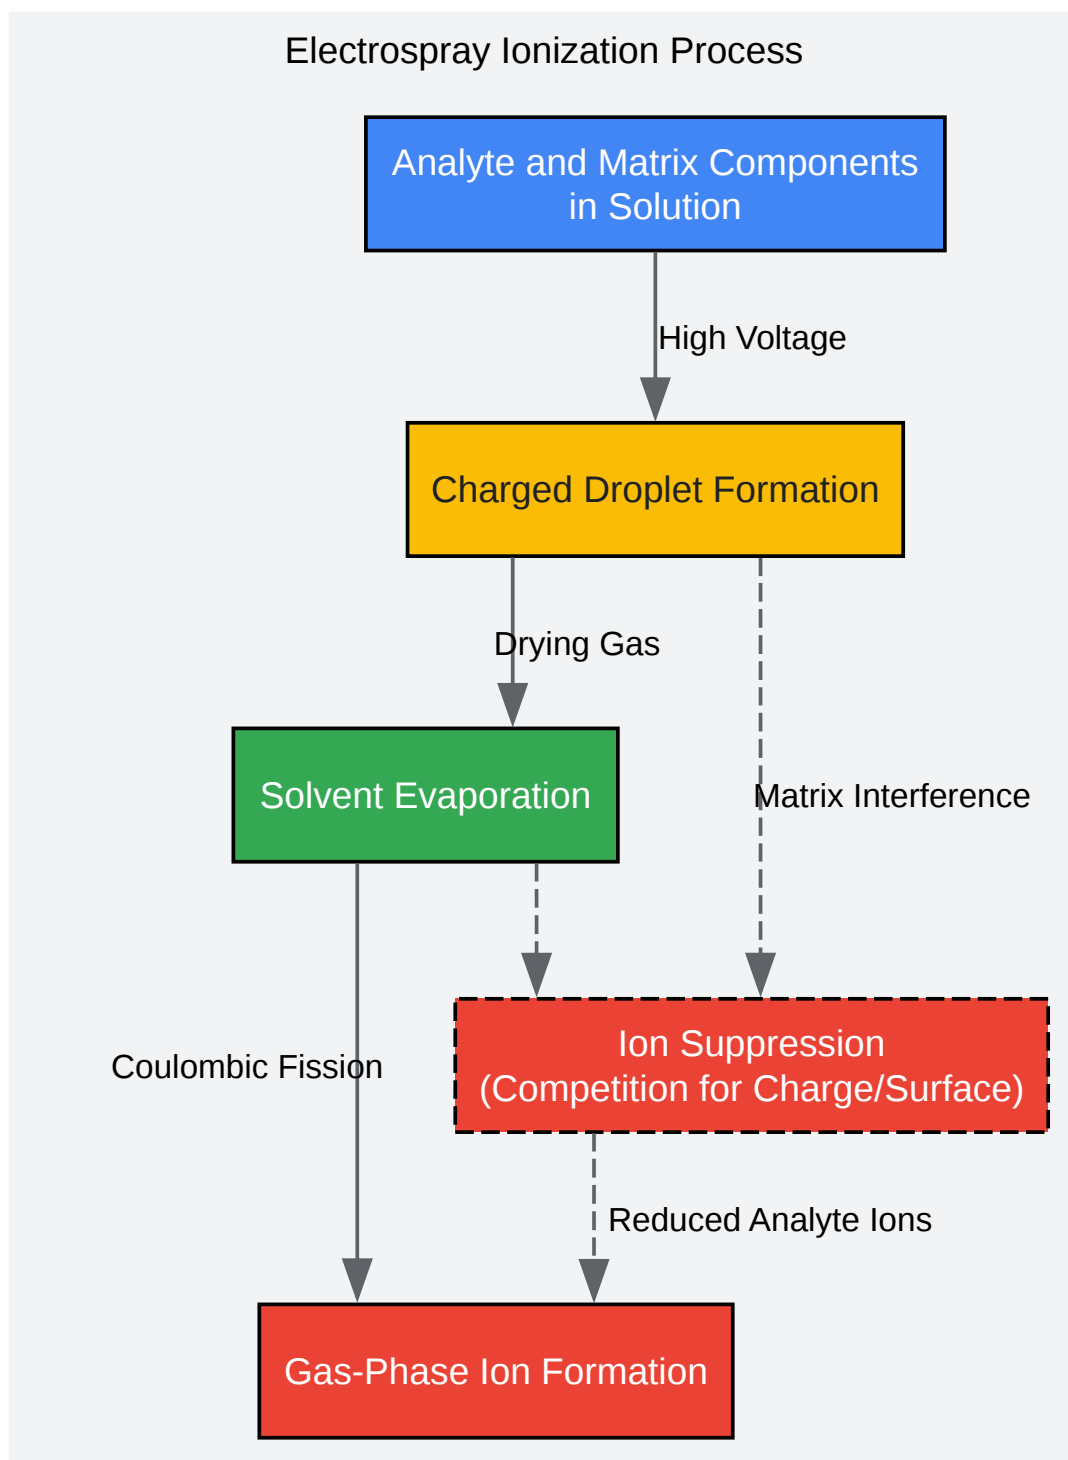 Electrospray Ionization Process
Analyte and Matrix Components
in Solution
High Voltage
Charged Droplet Formation
Drying Gas
Solvent Evaporation
Matrix Interference
Ion Suppression
(Competition for Charge/Surface)
Coulombic Fission
Reduced Analyte Ions
Gas-Phase Ion Formation